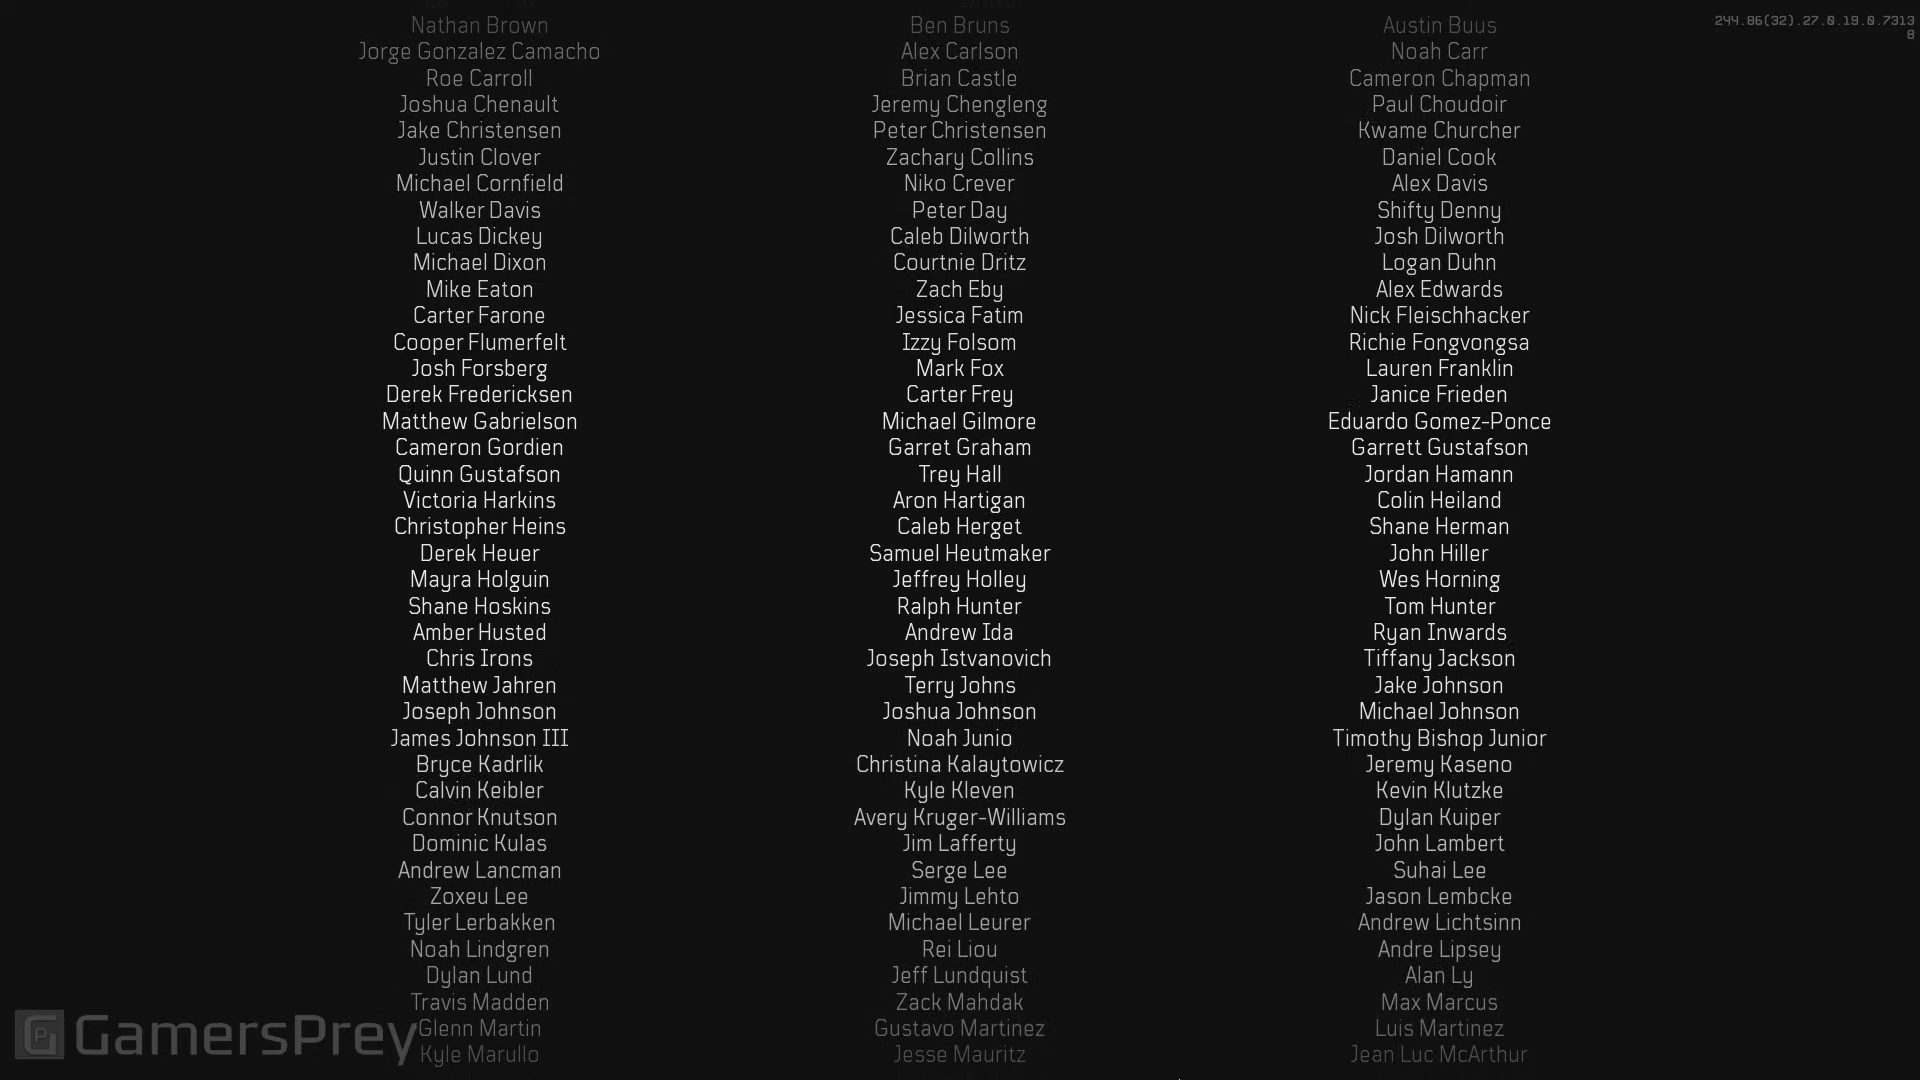 244.86(32).27.0.19.0.7313
8
Nathan Brown Ben Bruns Austin Buus
Jorge Gonzalez Camacho Alex Carlson Noah Carr
Roe Carroll Brian Castle Cameron Chapman
Joshua Chenault Jeremy Chengleng Paul Choudoir
Jake Christensen Peter Christensen Kwame Churcher
Justin Clover Zachary Collins Daniel Cook
Michael Cornfield Niko Crever Alex Davis
Walker Davis Peter Day Shifty Denny
Lucas Dickey Caleb Dilworth Josh Dilworth
Michael Dixon Courtnie Dritz Logan Duhn
Mike Eaton Zach Eby Alex Edwards
Carter Farone Jessica Fatim Nick Fleischhacker
Cooper Flumerfelt Izzy Folsom Richie Fongvongsa
Josh Forsberg Mark Fox Lauren Franklin
Derek Fredericksen Carter Frey Janice Frieden
Matthew Gabrielson Michael Gilmore Eduardo Gomez-Ponce
Cameron Gordien Garret Graham Garrett Gustafson
Quinn Gustafson Trey Hall Jordan Hamann
Victoria Harkins Aron Hartigan Colin Heiland
Christopher Heins Caleb Herget Shane Herman
Derek Heuer Samuel Heutmaker John Hiller
Mayra Holguin Jeffrey Holley Wes Horning
Shane Hoskins Ralph Hunter Tom Hunter
Amber Husted Andrew Ida Ryan Inwards
Chris Irons Joseph Istvanovich Tiffany Jackson
Matthew Jahren Terry Johns Jake Johnson
Joseph Johnson Joshua Johnson Michael Johnson
James Johnson III Noah Junio Timothy Bishop Junior
Bryce Kadrlik Christina Kalaytowicz Jeremy Kaseno
Calvin Keibler Kyle Kleven Kevin Klutzke
Connor Knutson Avery Kruger-Williams Dylan Kuiper
Dominic Kulas Jim Lafferty John Lambert
Andrew Lancman Serge Lee Suhai Lee
Zoxeu Lee Jimmy Lehto Jason Lembcke
Tyler Lerbakken Michael Leurer Andrew Lichtsinn
Noah Lindgren Rei Liou Andre Lipsey
Dylan Lund Jeff Lundquist Alan Ly
Travis Madden Zack Mahdak Max Marcus
Glenn Martin Gustavo Martinez Luis Martinez
Kyle Marullo Jesse Mauritz Jean Luc McArthur
GamersPrey